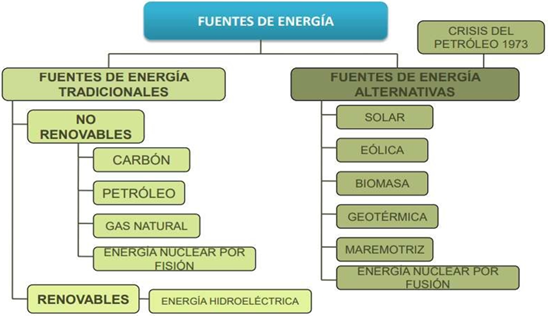 FUENTES DE ENERGÍA
CRISIS DEL
PETRÓLEO 1973
FUENTES DE ENERGÍA
TRADICIONALES
FUENTES DE ENERGÍA
ALTERNATIVAS
NO
RENOVABLES
CARBÓN
PETRÓLEO
GAS NATURAL
ENERGÍA NUCLEAR POR
FISIÓN
RENOVABLES
ENERGÍA HIDROELÉCTRICA
SOLAR
EÓLICA
BIOMASA
GEOTÉRMICA
MAREMOTRIZ
ENERGÍA NUCLEAR POR
FUSIÓN